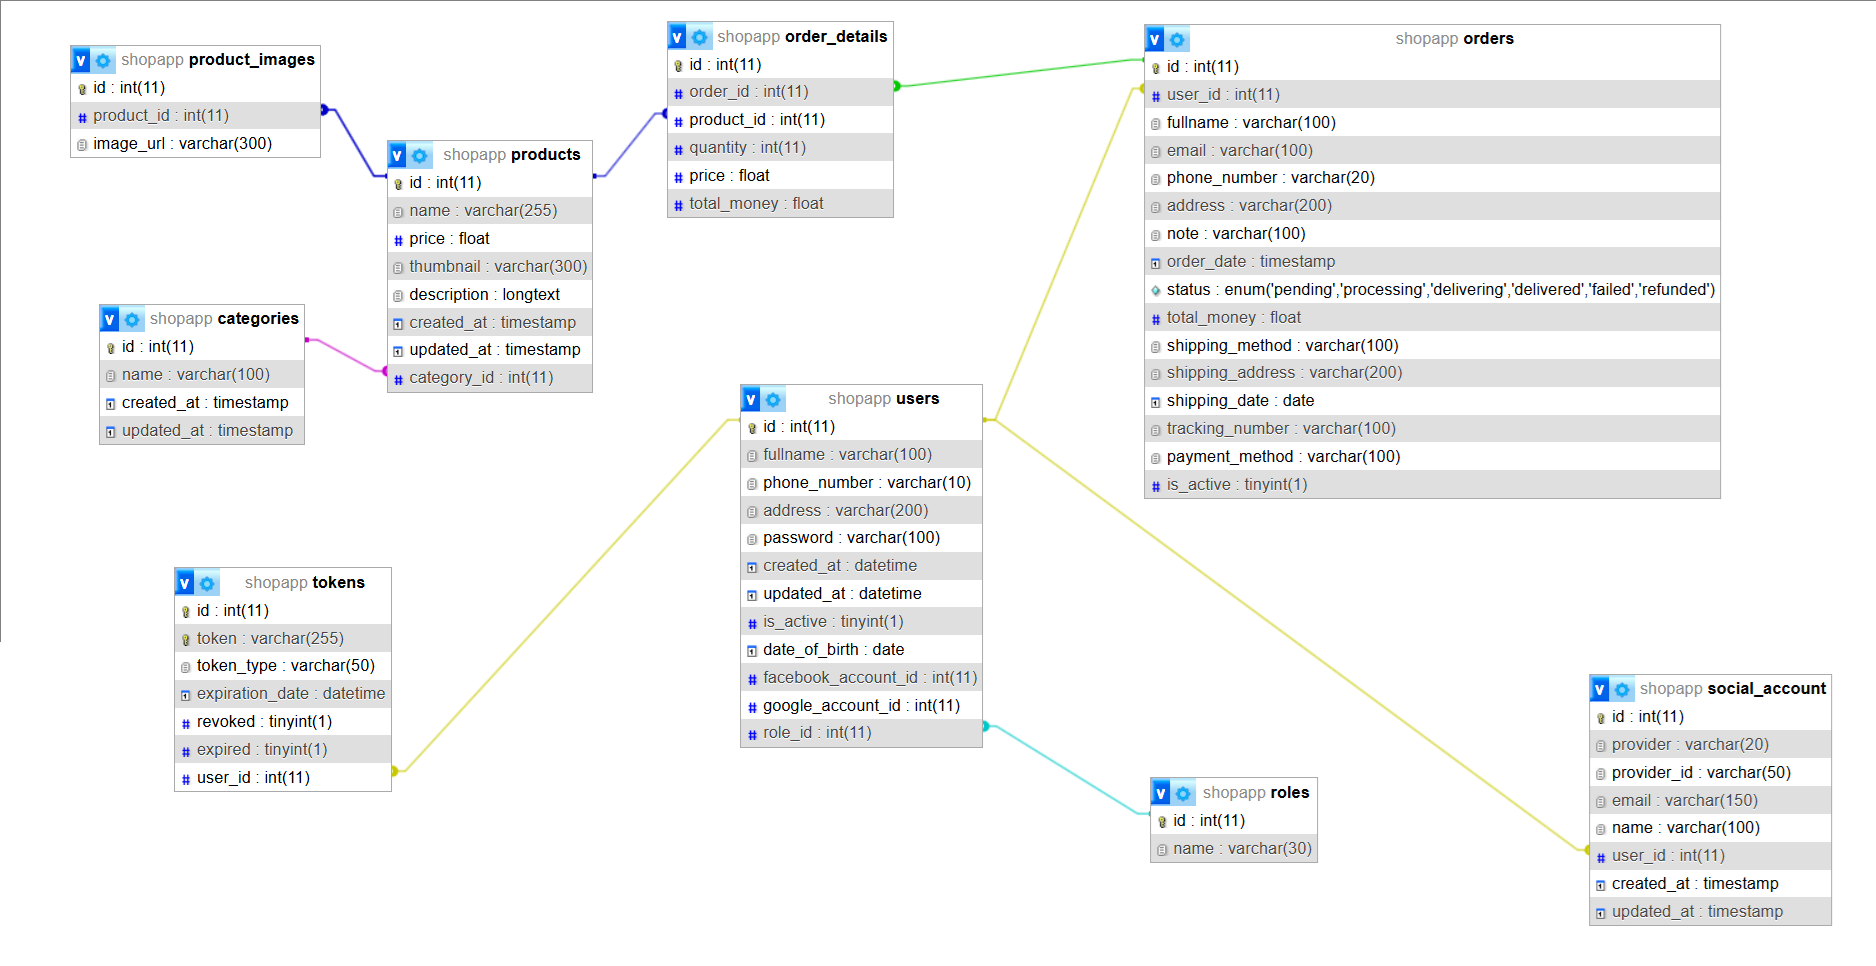 shopapp product_images
id : int(11)
product_id : int(11)
image_url : varchar(300)
shopapp products
id : int(11)
name : varchar(255)
price : float
thumbnail : varchar(300)
description : longtext
created_at : timestamp
updated_at : timestamp
category_id : int(11)
shopapp categories
id : int(11)
name : varchar(100)
created_at : timestamp
updated_at : timestamp
shopapp order_details
id : int(11)
order_id : int(11)
product_id : int(11)
quantity : int(11)
price : float
total_money : float
shopapp orders
id : int(11)
user_id : int(11)
fullname : varchar(100)
email : varchar(100)
phone_number : varchar(20)
address : varchar(200)
note : varchar(100)
order_date : timestamp
status : enum('pending','processing','delivering','delivered','failed','refunded')
total_money : float
shipping_method : varchar(100)
shipping_address : varchar(200)
shipping_date : date
tracking_number : varchar(100)
payment_method : varchar(100)
is_active : tinyint(1)
shopapp users
id : int(11)
fullname : varchar(100)
phone_number : varchar(10)
address : varchar(200)
password : varchar(100)
created_at : datetime
updated_at : datetime
is_active : tinyint(1)
date_of_birth : date
facebook_account_id : int(11)
google_account_id : int(11)
role_id : int(11)
shopapp tokens
id : int(11)
token : varchar(255)
token_type : varchar(50)
expiration_date : datetime
revoked : tinyint(1)
expired : tinyint(1)
user_id : int(11)
shopapp roles
id : int(11)
name : varchar(30)
shopapp social_account
id : int(11)
provider : varchar(20)
provider_id : varchar(50)
email : varchar(150)
name : varchar(100)
user_id : int(11)
created_at : timestamp
updated_at : timestamp